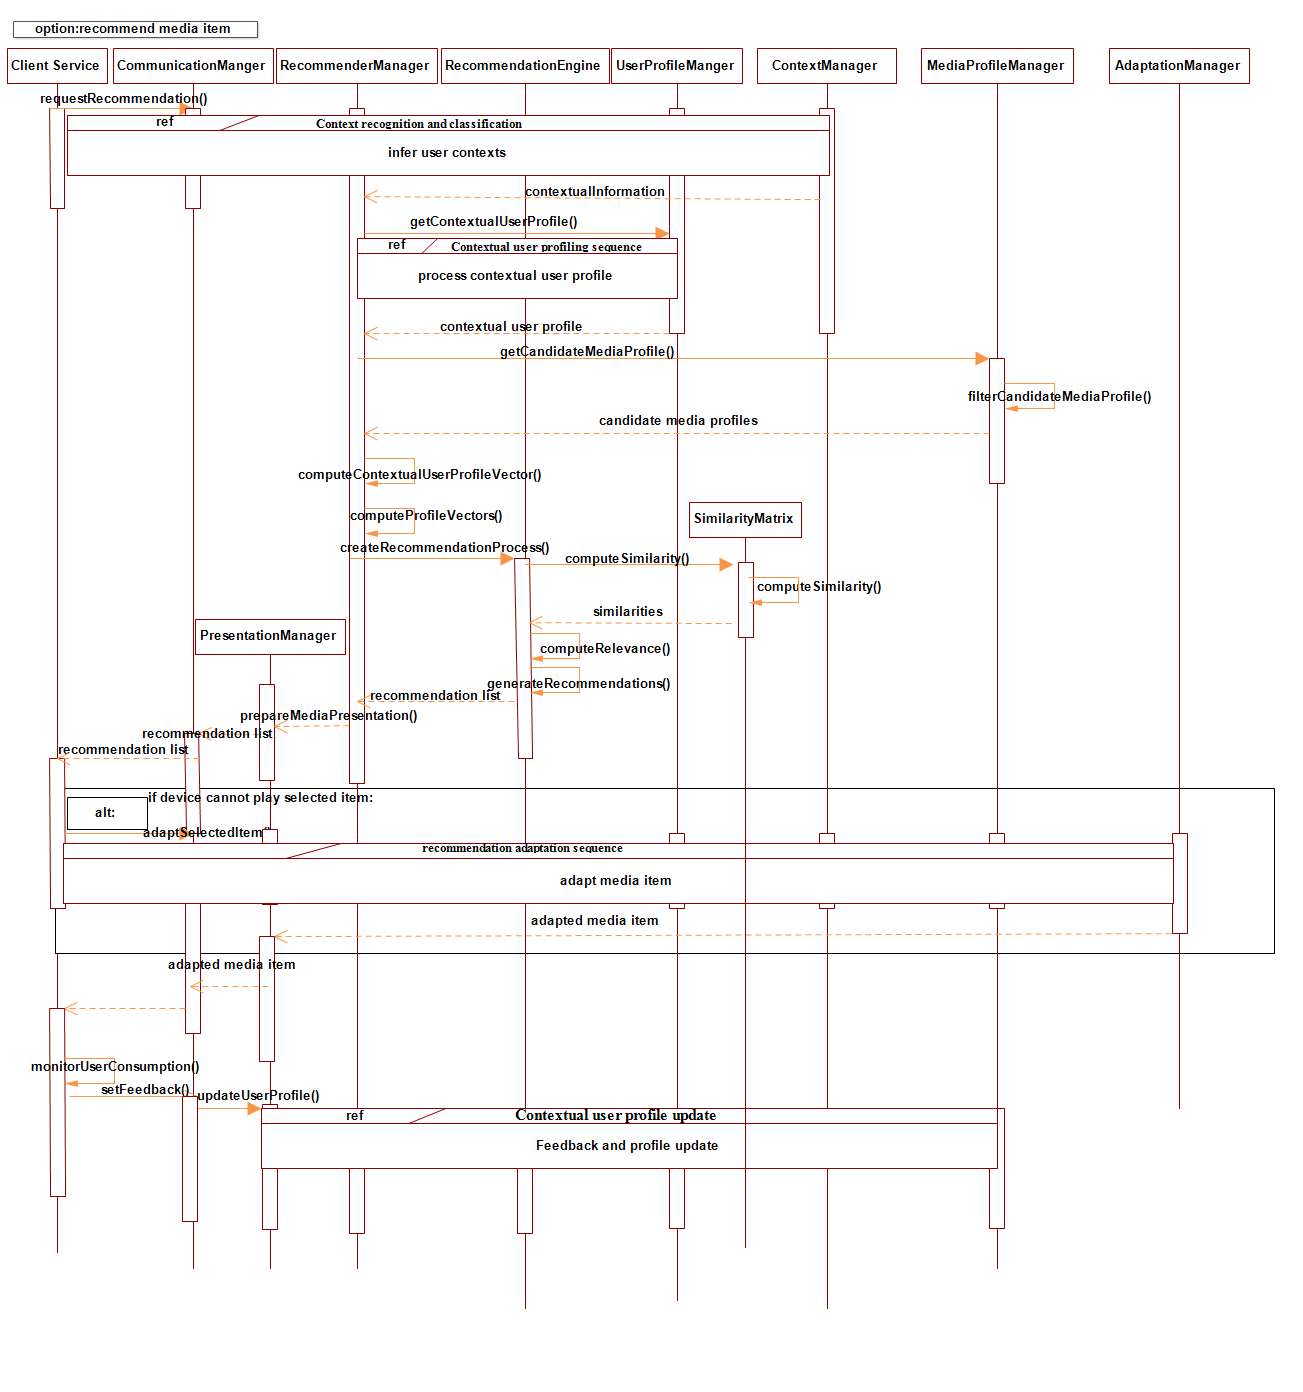 option:recommend media item
Client Service
CommunicationManger
RecommenderManager
RecommendationEngine
UserProfileManger
ContextManager
MediaProfileManager
AdaptationManager
requestRecommendation()
ref
Context recognition and classification
infer user contexts
contextualInformation
getContextualUserProfile()
ref
Contextual user profiling sequence
process contextual user profile
contextual user profile
getCandidateMediaProfile()
filterCandidateMediaProfile()
candidate media profiles
computeContextualUserProfileVector()
computeProfileVectors()
SimilarityMatrix
createRecommendationProcess()
computeSimilarity()
computeSimilarity()
similarities
PresentationManager
computeRelevance()
generateRecommendations()
recommendation list
prepareMediaPresentation()
recommendation list
recommendation list
if device cannot play selected item:
alt:
adaptSelectedItem()
recommendation adaptation sequence
adapt media item
adapted media item
adapted media item
monitorUserConsumption()
setFeedback()
updateUserProfile()
ref
Contextual user profile update
Feedback and profile update